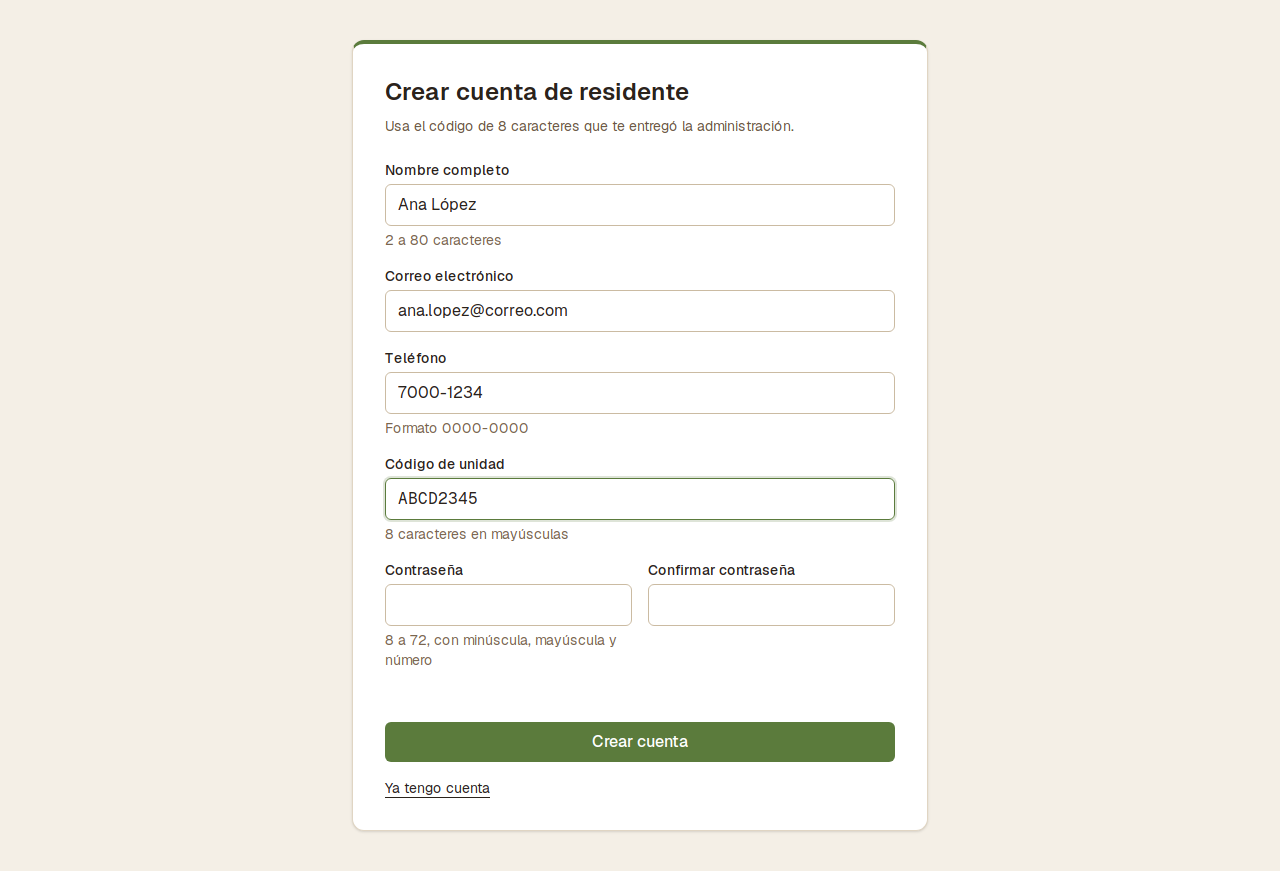 Crear cuenta de residente
Usa el código de 8 caracteres que te entregó la administración.
Nombre completo
Ana López
2 a 80 caracteres
Correo electrónico
ana.lopez@correo.com
Teléfono
7000-1234
Formato 0000-0000
Código de unidad
ABCD2345
8 caracteres en mayúsculas
Contraseña
Confirmar contraseña
8 a 72, con minúscula, mayúscula y
número
Crear cuenta
Ya tengo cuenta